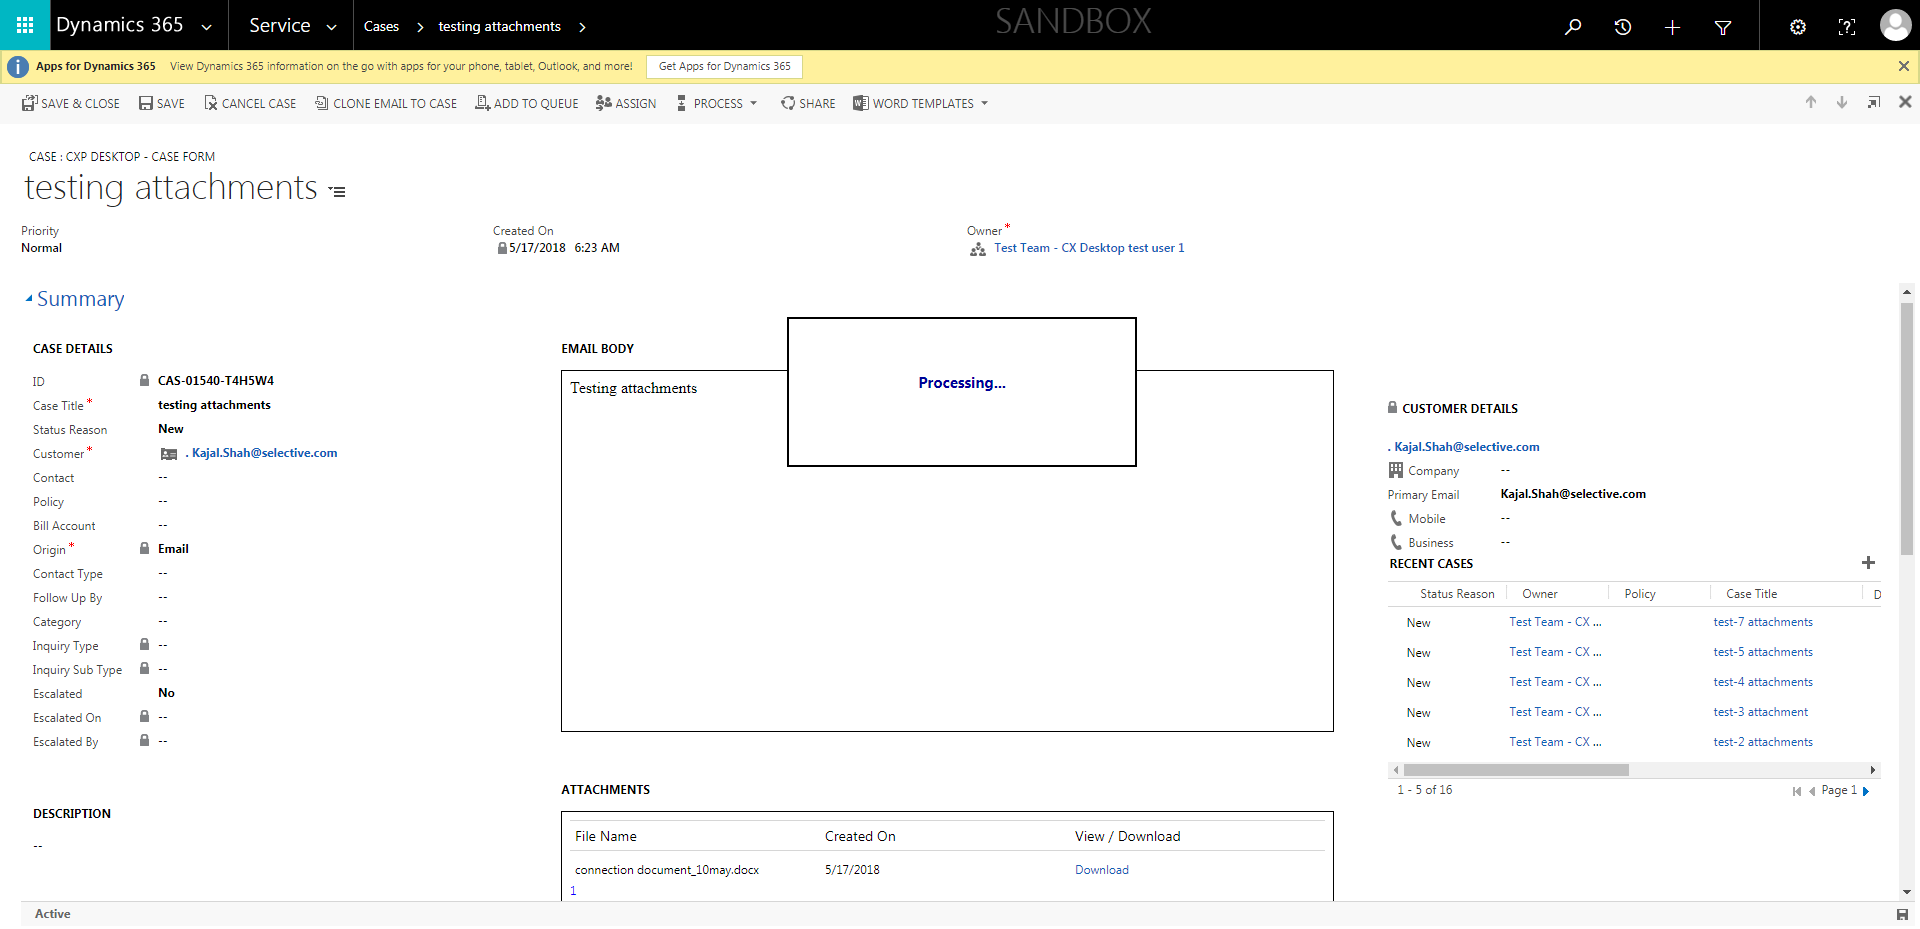 Dynamics 365 Service Cases testing attachments SANDBOX
Apps for Dynamics 365 View Dynamics 365 information on the go with apps for your phone, tablet, Outlook, and more! Get Apps for Dynamics 365
SAVE & CLOSE SAVE CANCEL CASE CLONE EMAIL TO CASE ADD TO QUEUE ASSIGN PROCESS SHARE WORD TEMPLATES
CASE : CXP DESKTOP - CASE FORM
testing attachments
Priority
Normal
Created On
5/17/2018 6:23 AM
Owner*
Test Team - CX Desktop test user 1
Summary
CASE DETAILS
ID CAS-01540-T4H5W4
Case Title* testing attachments
Status Reason New
Customer* . Kajal.Shah@selective.com
Contact --
Policy --
Bill Account --
Origin* Email
Contact Type --
Follow Up By --
Category --
Inquiry Type --
Inquiry Sub Type --
Escalated No
Escalated On --
Escalated By --
DESCRIPTION
--
EMAIL BODY
Testing attachments
Processing...
ATTACHMENTS
File Name Created On View / Download
connection document_10may.docx 5/17/2018 Download
1
CUSTOMER DETAILS
. Kajal.Shah@selective.com
Company --
Primary Email Kajal.Shah@selective.com
Mobile --
Business --
RECENT CASES
Status Reason Owner Policy Case Title D
New Test Team - CX ... test-7 attachments
New Test Team - CX ... test-5 attachments
New Test Team - CX ... test-4 attachments
New Test Team - CX ... test-3 attachment
New Test Team - CX ... test-2 attachments
1 - 5 of 16 Page 1
Active